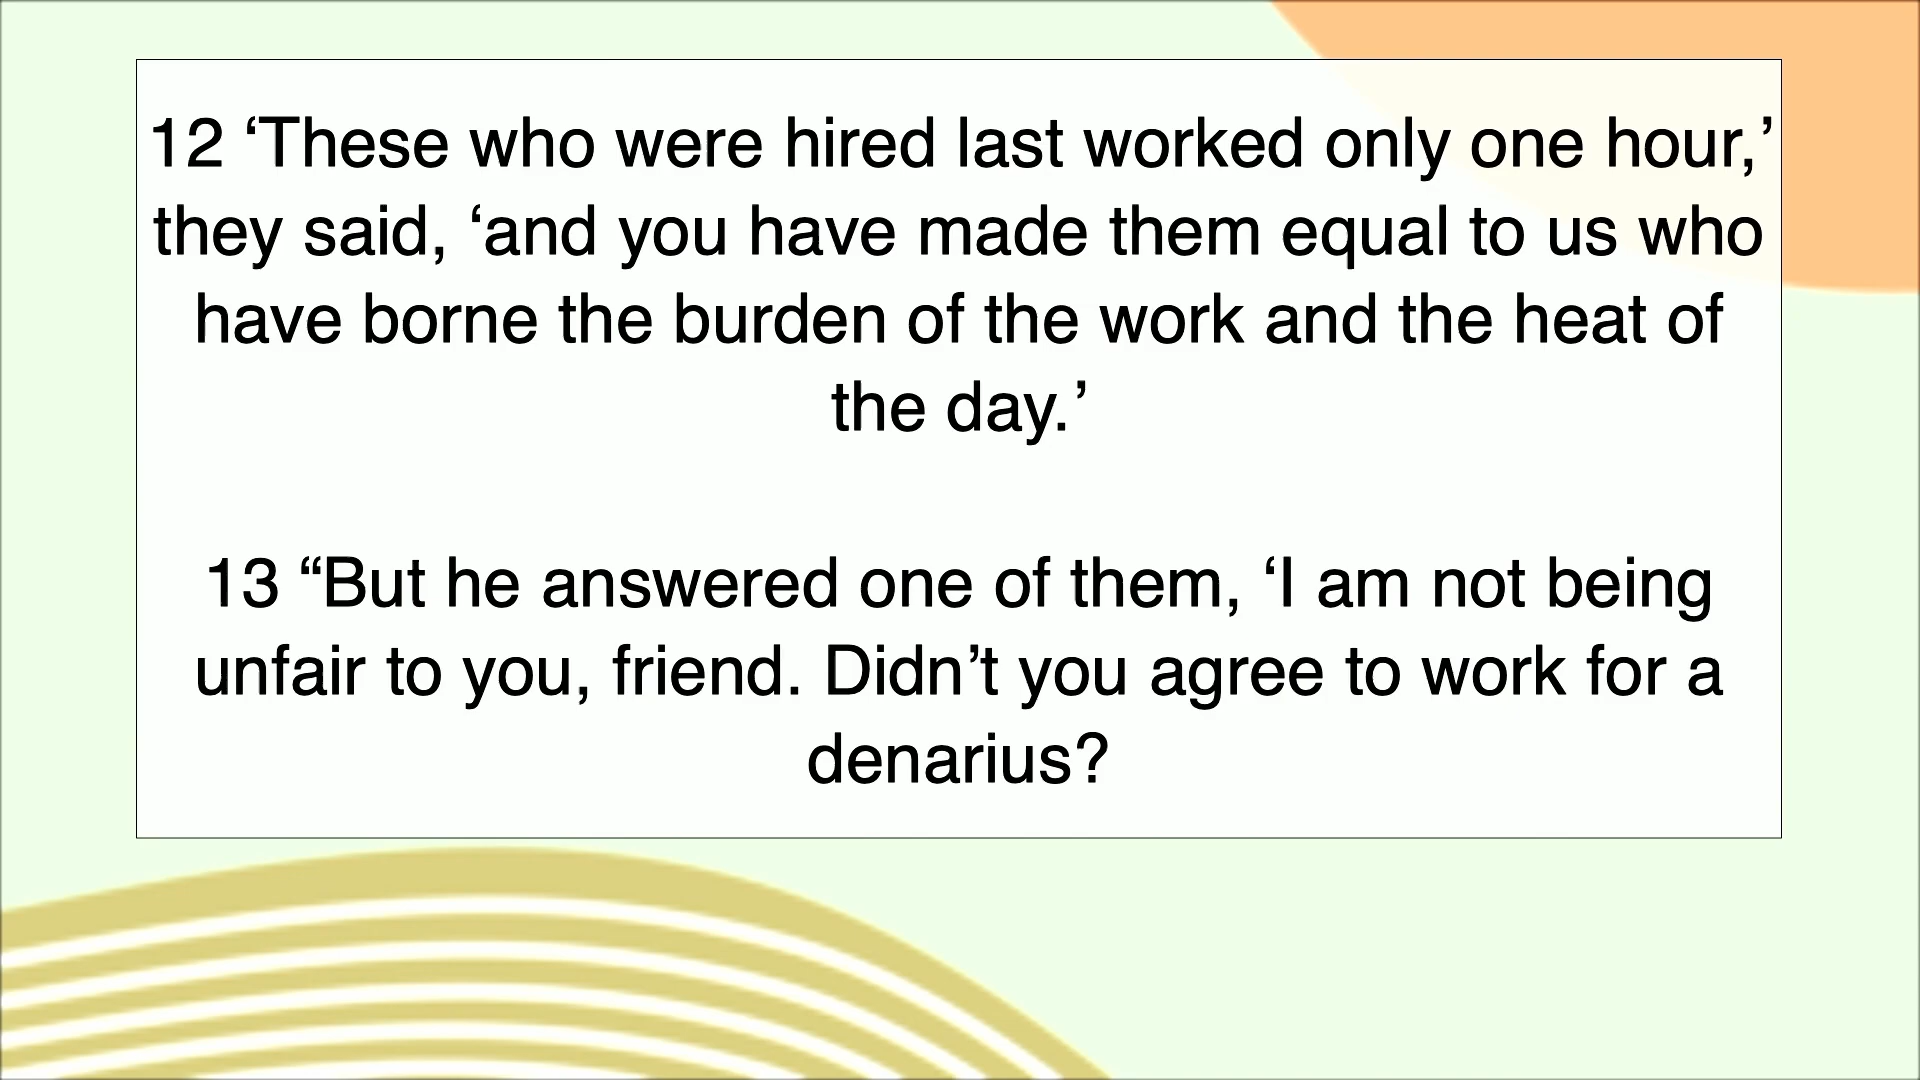 12 ‘These who were hired last worked only one hour,’
they said, ‘and you have made them equal to us who
have borne the burden of the work and the heat of
the day.’
13 “But he answered one of them, ‘I am not being
unfair to you, friend. Didn’t you agree to work for a
denarius?